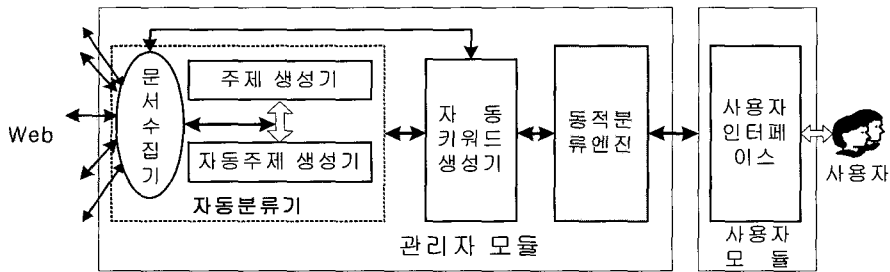 Web
문서수집기
주제 생성기
자동주제 생성기
자동분류기
자 동
키워드
생성기
동적분
류엔진
관리자 모듈
사용자
인터페
이스
사용자
모 듈
사용자